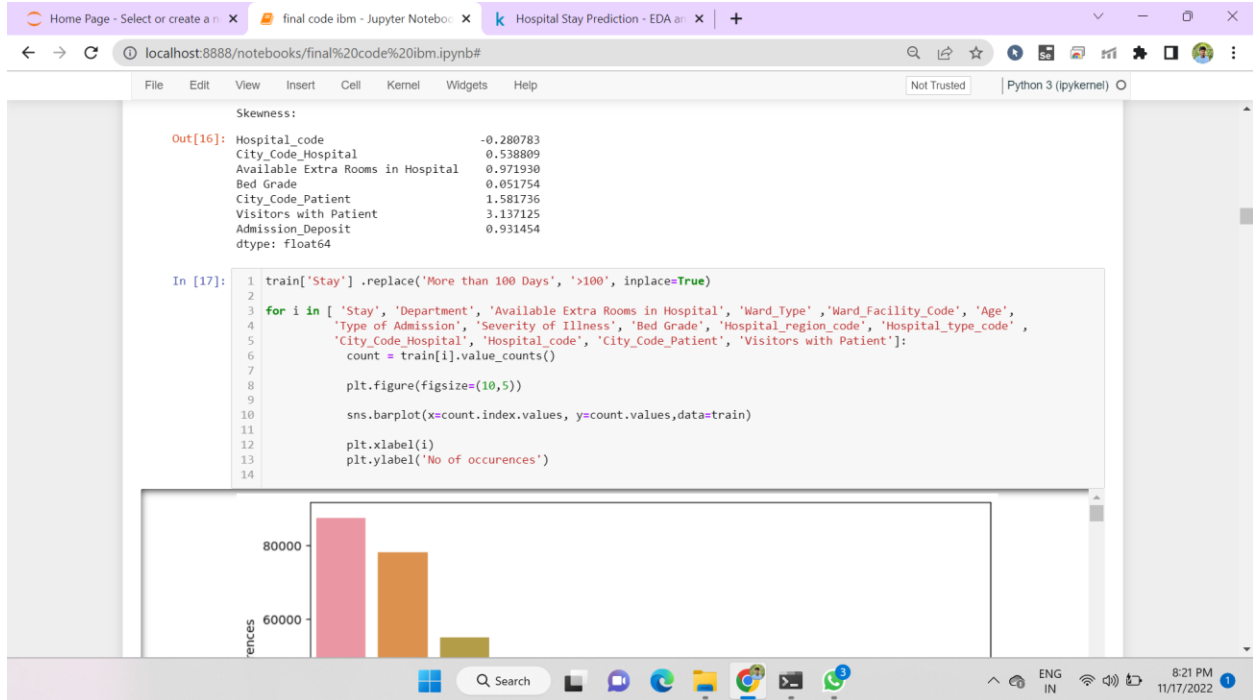 Home Page - Select or create a n
final code ibm - Jupyter Noteboo
Hospital Stay Prediction - EDA an
localhost:8888/notebooks/final%20code%20ibm.ipynb#
File Edit View Insert Cell Kernel Widgets Help Not Trusted Python 3 (ipykernel)
Skewness:
Out[16]: Hospital_code -0.280783
City_Code_Hospital 0.538809
Available Extra Rooms in Hospital 0.971930
Bed Grade 0.051754
City_Code_Patient 1.581736
Visitors with Patient 3.137125
Admission_Deposit 0.931454
dtype: float64
In [17]: 1 train['Stay'] .replace('More than 100 Days', '>100', inplace=True)
2
3 for i in [ 'Stay', 'Department', 'Available Extra Rooms in Hospital', 'Ward_Type' ,'Ward_Facility_Code', 'Age',
4 'Type of Admission', 'Severity of Illness', 'Bed Grade', 'Hospital_region_code', 'Hospital_type_code' ,
5 'City_Code_Hospital', 'Hospital_code', 'City_Code_Patient', 'Visitors with Patient']:
6 count = train[i].value_counts()
7
8 plt.figure(figsize=(10,5))
9
10 sns.barplot(x=count.index.values, y=count.values,data=train)
11
12 plt.xlabel(i)
13 plt.ylabel('No of occurences')
14
80000
60000
rences
Se
Search
3
ENG
IN
8:21 PM
11/17/2022
1